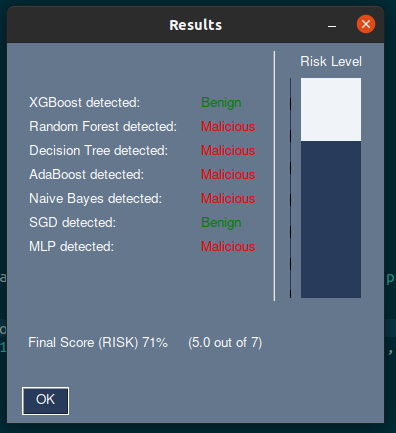 Results
Risk Level
XGBoost detected: Benign
Random Forest detected: Malicious
Decision Tree detected: Malicious
AdaBoost detected: Malicious
Naive Bayes detected: Malicious
SGD detected: Benign
MLP detected: Malicious
Final Score (RISK) 71% (5.0 out of 7)
OK